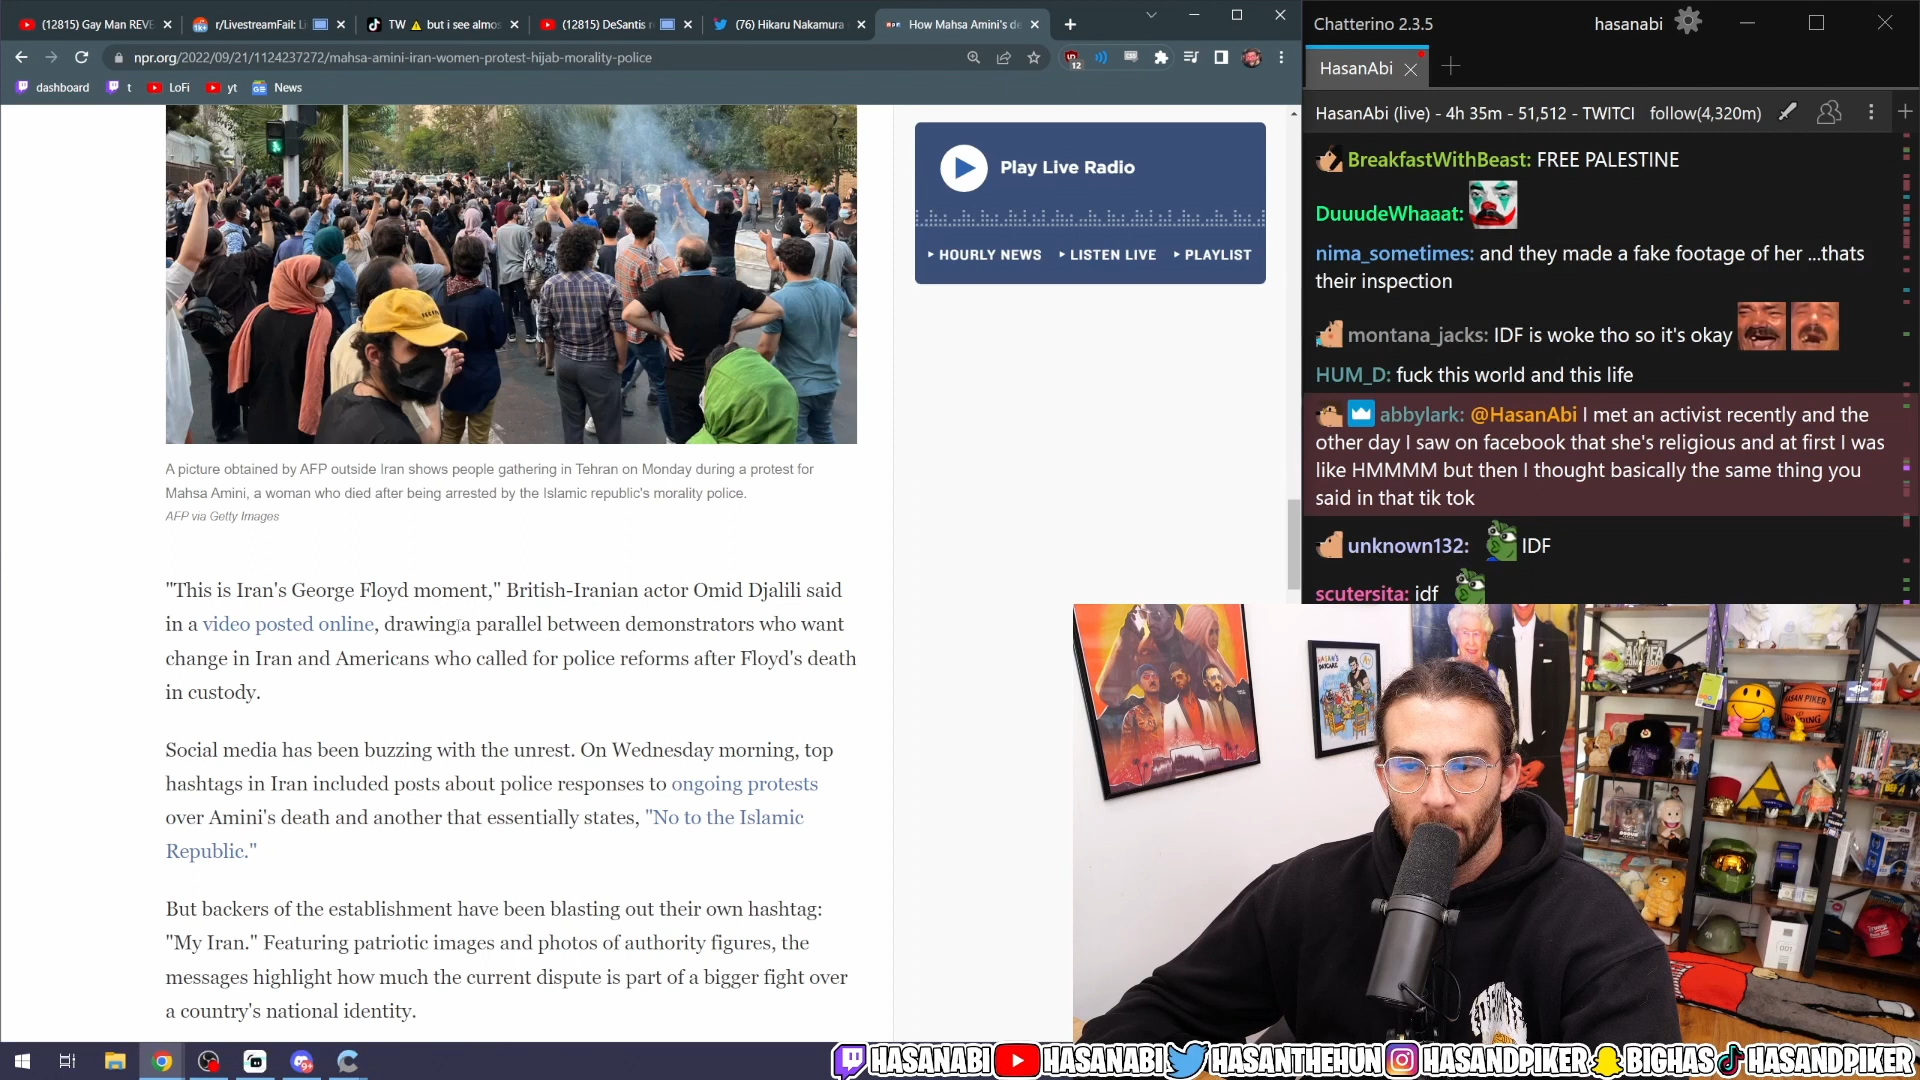 (12815) Gay Man REVE
r/LivestreamFail: Li
TW ⚠ but i see almos
(12815) DeSantis r
(76) Hikaru Nakamura
How Mahsa Amini's de
npr.org/2022/09/21/1124237272/mahsa-amini-iran-women-protest-hijab-morality-police
12
dashboard
t
LoFi
yt
News
A picture obtained by AFP outside Iran shows people gathering in Tehran on Monday during a protest for
Mahsa Amini, a woman who died after being arrested by the Islamic republic's morality police.
AFP via Getty Images
"This is Iran's George Floyd moment," British-Iranian actor Omid Djalili said
in a video posted online, drawing a parallel between demonstrators who want
change in Iran and Americans who called for police reforms after Floyd's death
in custody.
Social media has been buzzing with the unrest. On Wednesday morning, top
hashtags in Iran included posts about police responses to ongoing protests
over Amini's death and another that essentially states, "No to the Islamic
Republic."
But backers of the establishment have been blasting out their own hashtag:
"My Iran." Featuring patriotic images and photos of authority figures, the
messages highlight how much the current dispute is part of a bigger fight over
a country's national identity.
Play Live Radio
HOURLY NEWS
LISTEN LIVE
PLAYLIST
Chatterino 2.3.5
hasanabi
HasanAbi
HasanAbi (live) - 4h 35m - 51,512 - TWITCI
follow(4,320m)
BreakfastWithBeast: FREE PALESTINE
DuuudeWhaaat:
nima_sometimes: and they made a fake footage of her ...thats
their inspection
montana_jacks: IDF is woke tho so it's okay
HUM_D: fuck this world and this life
abbylark: @HasanAbi I met an activist recently and the
other day I saw on facebook that she's religious and at first I was
like HMMMM but then I thought basically the same thing you
said in that tik tok
unknown132: IDF
scutersita: idf
HASANABI
HASANABI
HASANTHEHUN
HASANDPIKER
BIGHAS
HASANDPIKER